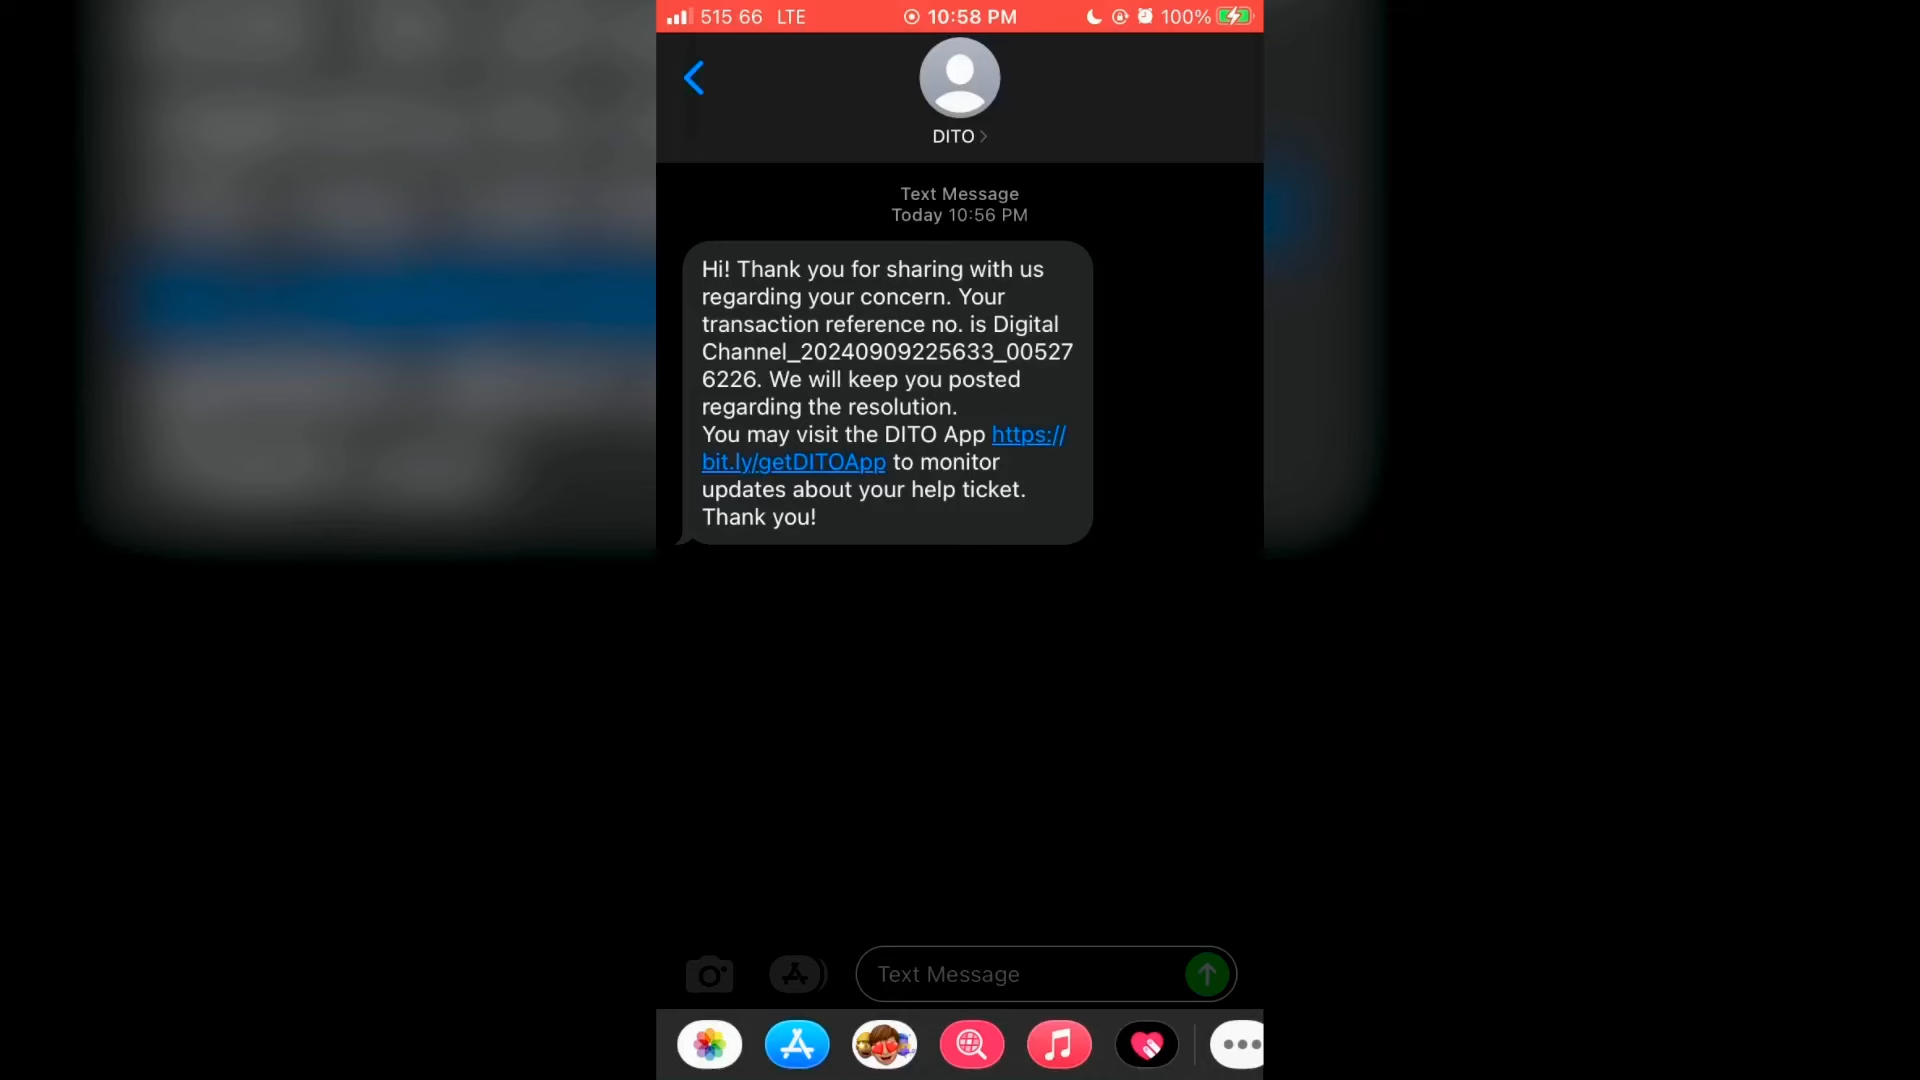 515 66 LTE 10:58 PM 100%
DITO
Text Message
Today 10:56 PM
Hi! Thank you for sharing with us
regarding your concern. Your
transaction reference no. is Digital
Channel_20240909225633_00527
6226. We will keep you posted
regarding the resolution.
You may visit the DITO App https://
bit.ly/getDITOApp to monitor
updates about your help ticket.
Thank you!
Text Message